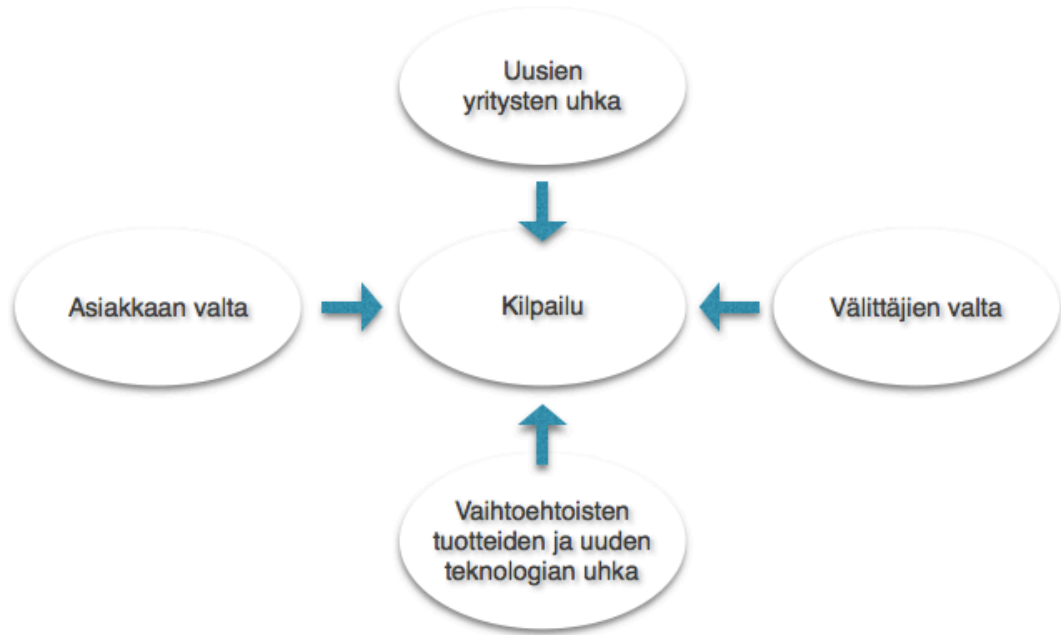 Uusien
yritysten uhka
Asiakkaan valta
Kilpailu
Välittäjien valta
Vaihtoehtoisten
tuotteiden ja uuden
teknologian uhka